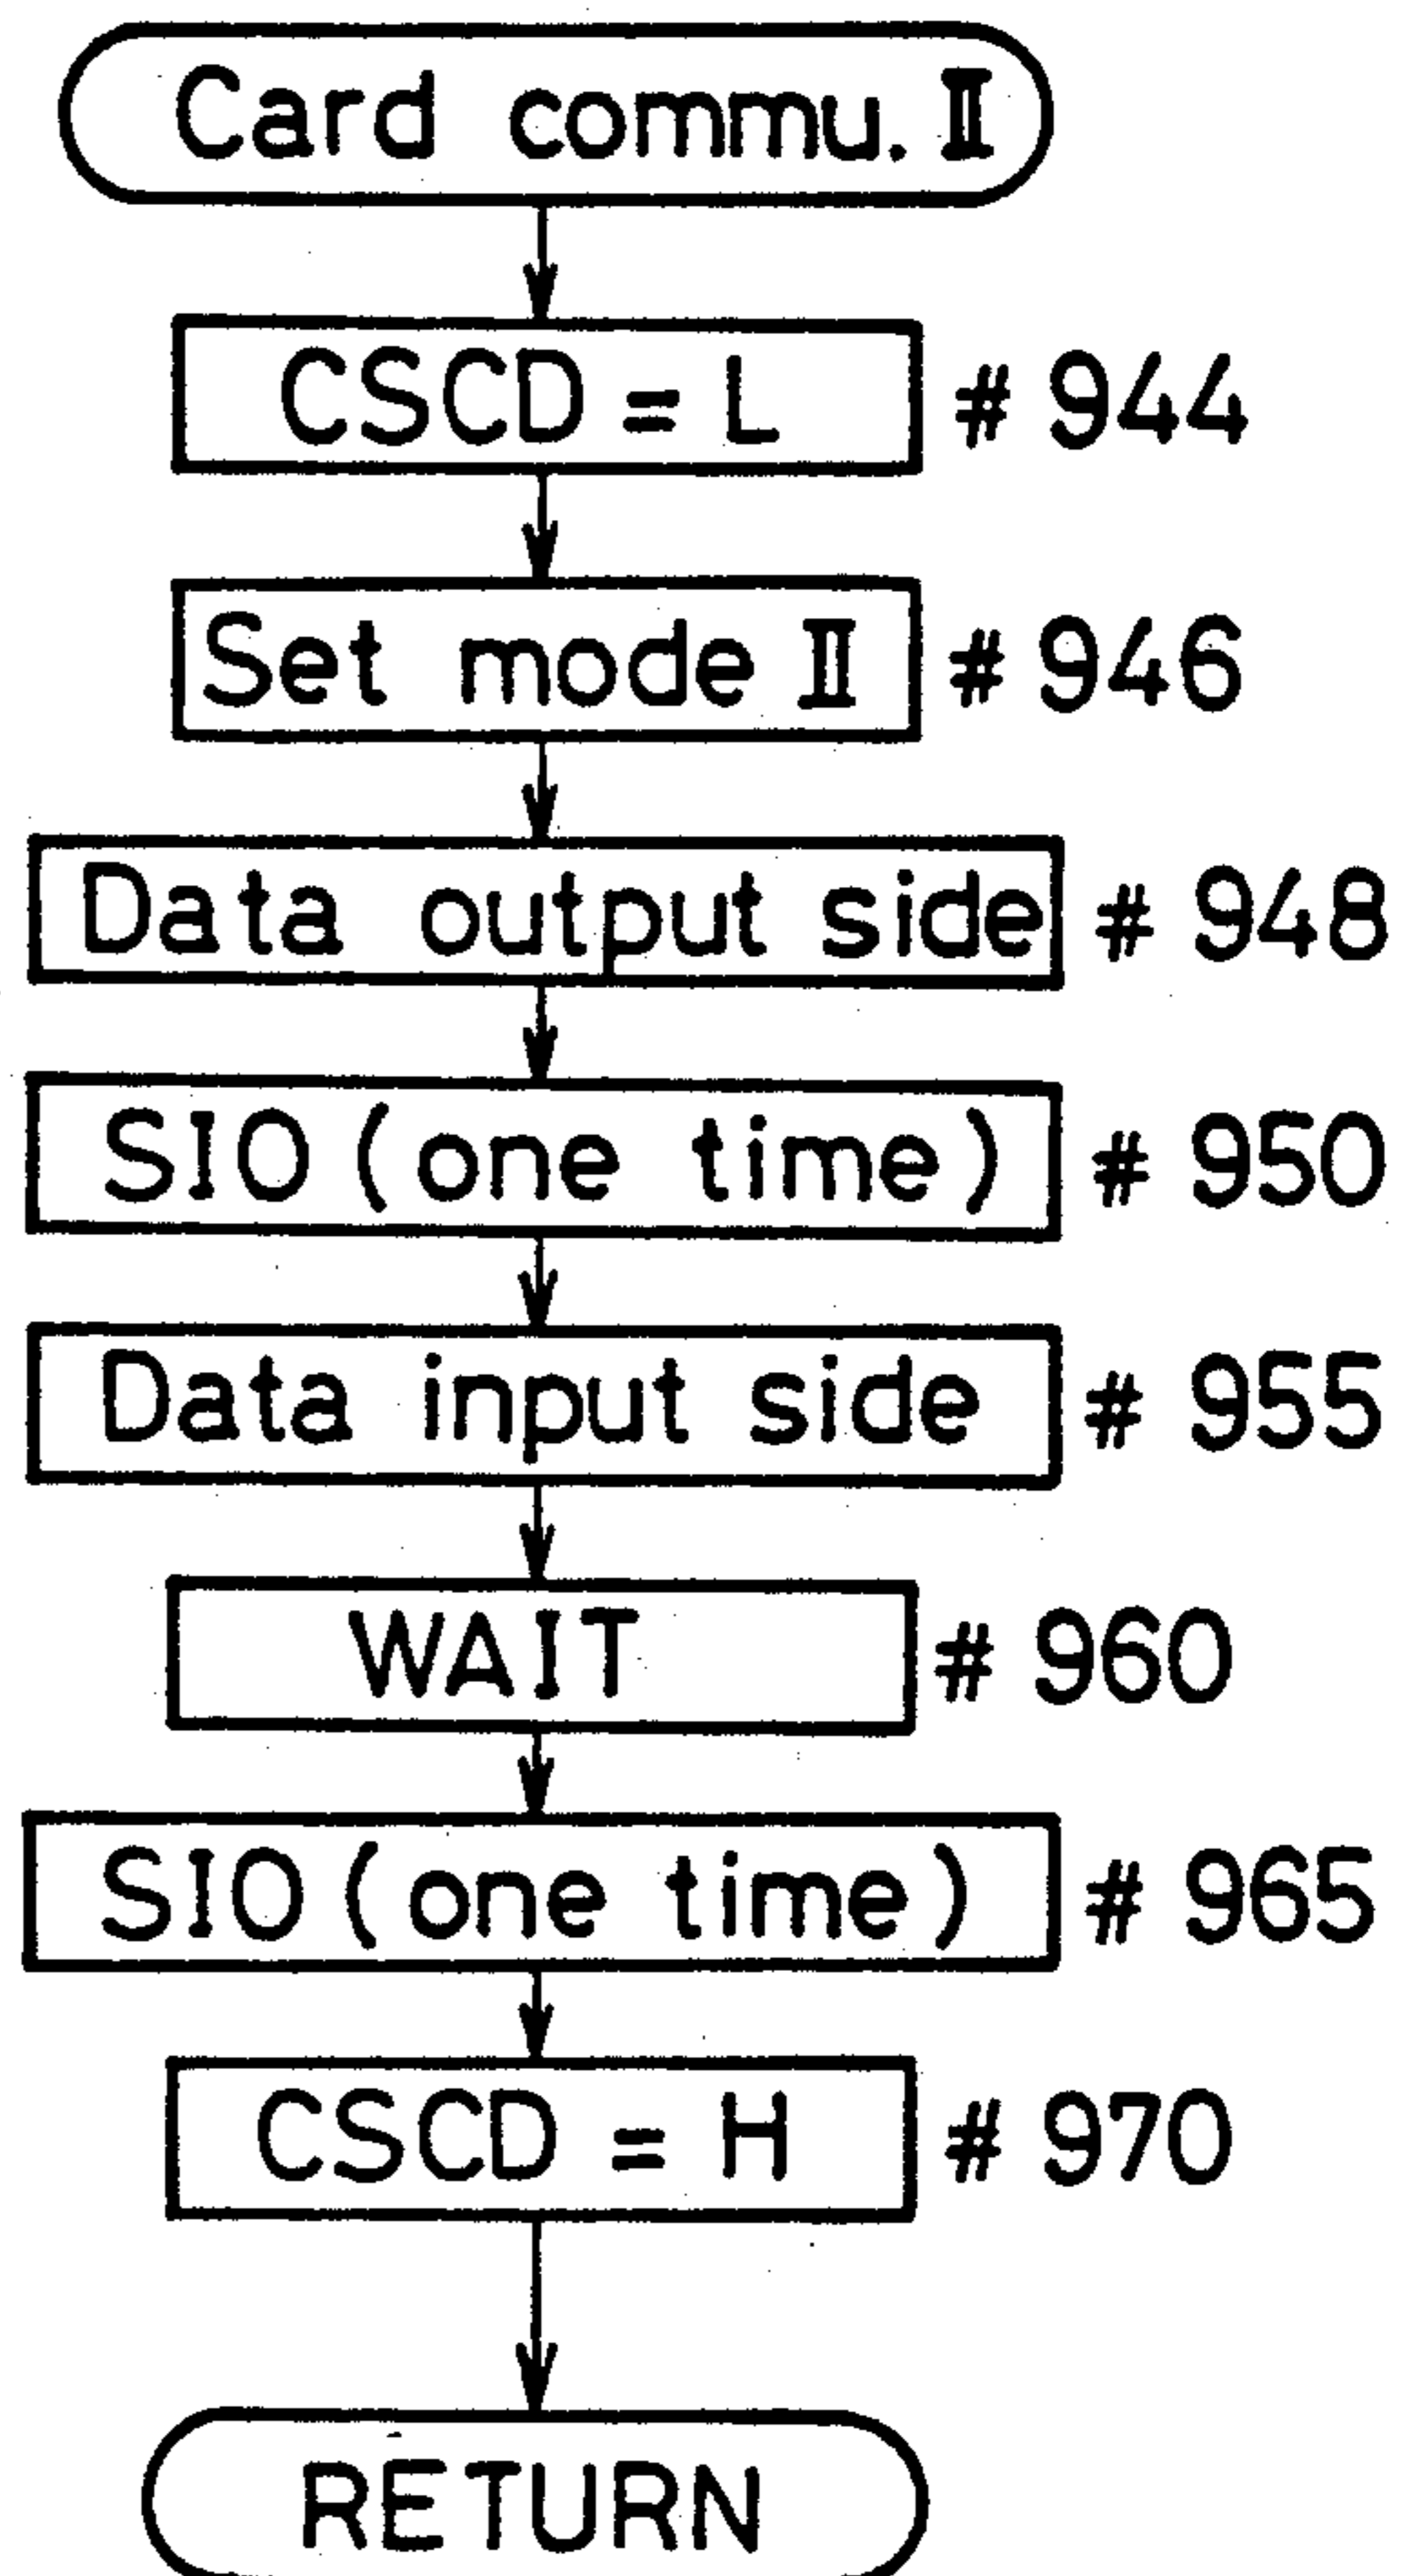 Card commu. II
CSCD = L # 944
Set mode II # 946
Data output side # 948
SIO (one time) # 950
Data input side # 955
WAIT # 960
SIO (one time) # 965
CSCD = H # 970
RETURN